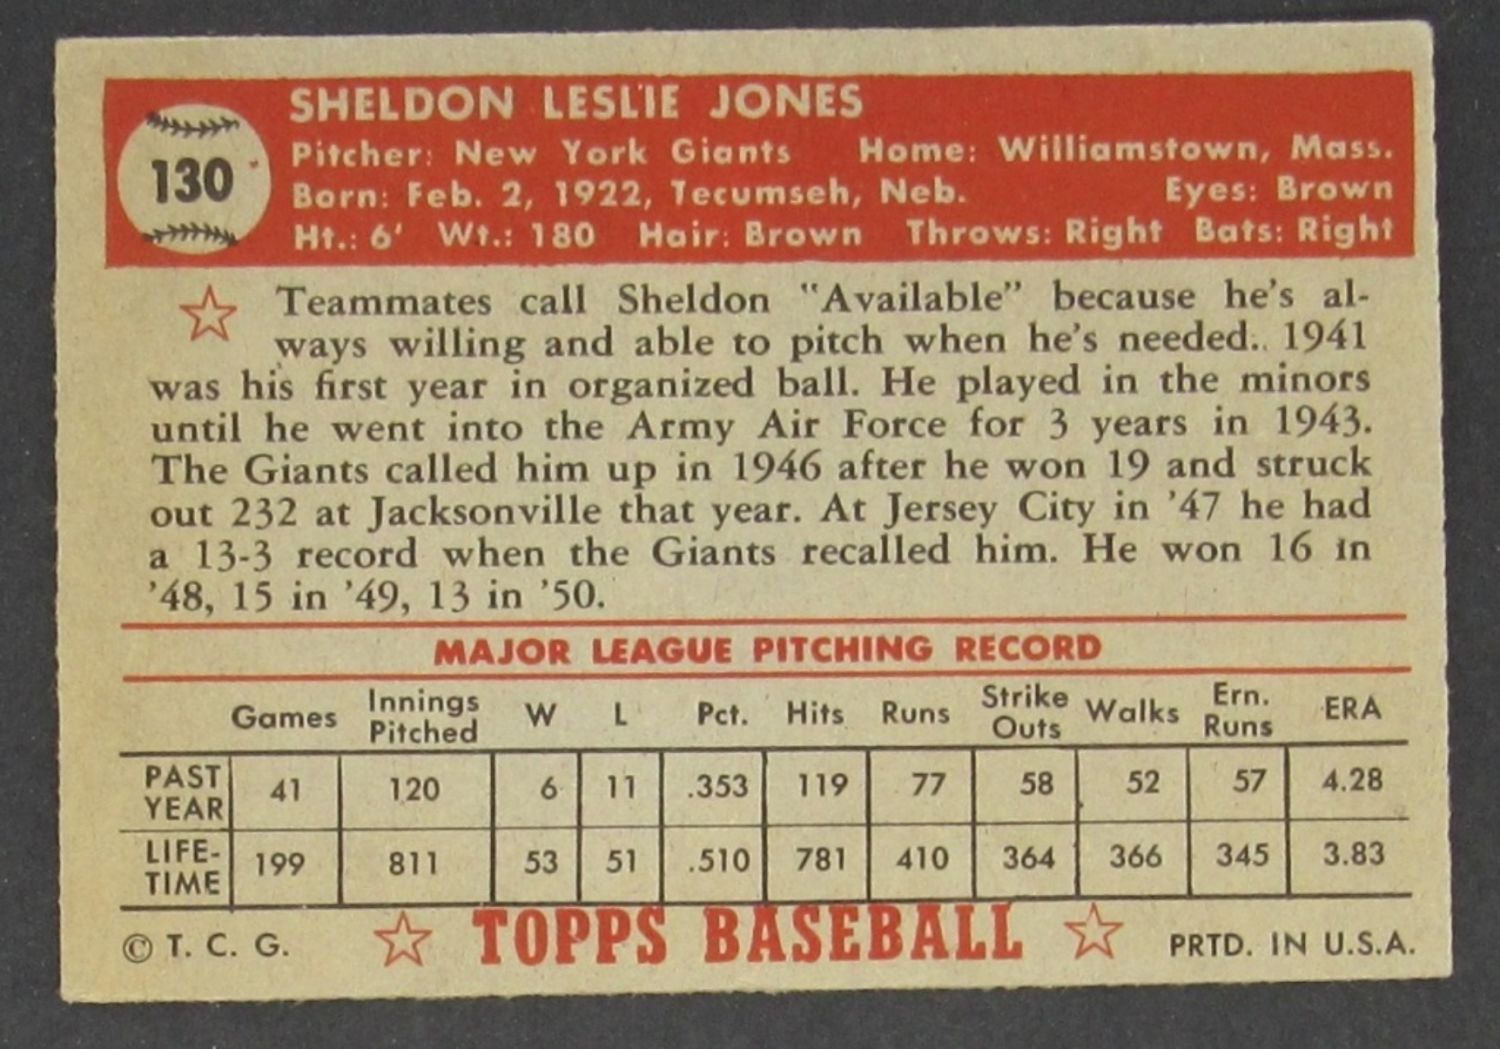 130
SHELDON LESLIE JONES
Pitcher: New York Giants Home: Williamstown, Mass.
Born: Feb. 2, 1922, Tecumseh, Neb. Eyes: Brown
Ht.: 6' Wt.: 180 Hair: Brown Throws: Right Bats: Right
Teammates call Sheldon "Available" because he's al-
ways willing and able to pitch when he's needed. 1941
was his first year in organized ball. He played in the minors
until he went into the Army Air Force for 3 years in 1943.
The Giants called him up in 1946 after he won 19 and struck
out 232 at Jacksonville that year. At Jersey City in '47 he had
a 13-3 record when the Giants recalled him. He won 16 in
'48, 15 in '49, 13 in '50.
MAJOR LEAGUE PITCHING RECORD
Games Innings Pitched W L Pct. Hits Runs Strike Outs Walks Ern. Runs ERA
PAST YEAR 41 120 6 11 .353 119 77 58 52 57 4.28
LIFE-TIME 199 811 53 51 .510 781 410 364 366 345 3.83
© T. C. G. TOPPS BASEBALL PRTD. IN U.S.A.